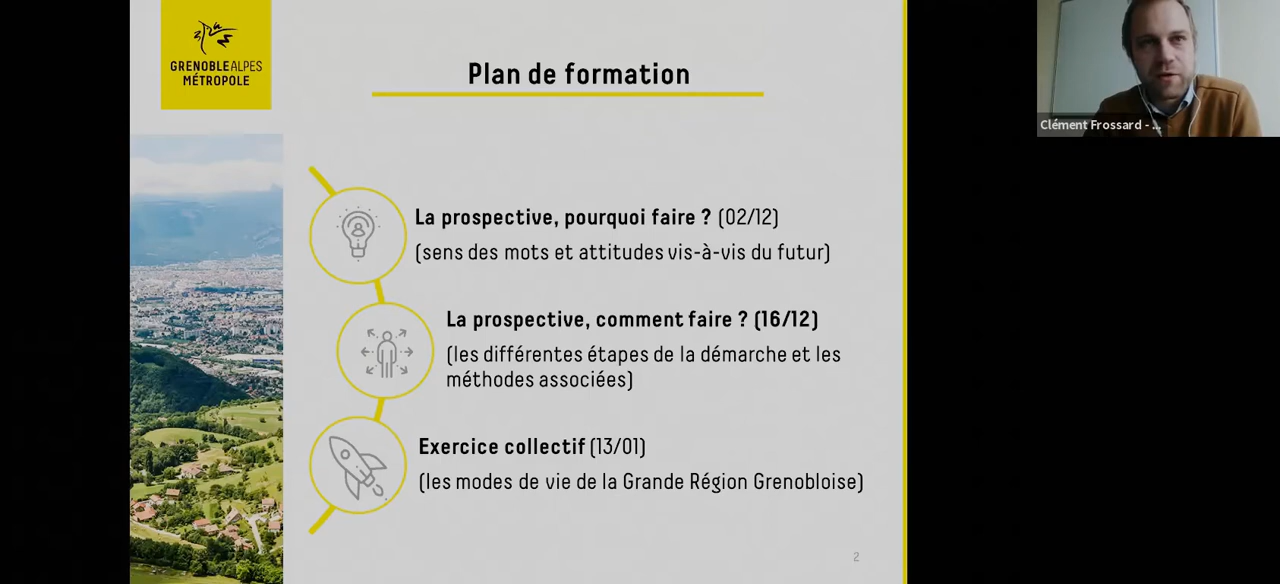 GRENOBLEALPES
MÉTROPOLE
Plan de formation
Clément Frossard - ...
La prospective, pourquoi faire ? (02/12)
(sens des mots et attitudes vis-à-vis du futur)
La prospective, comment faire ? (16/12)
(les différentes étapes de la démarche et les
méthodes associées)
Exercice collectif (13/01)
(les modes de vie de la Grande Région Grenobloise)
2